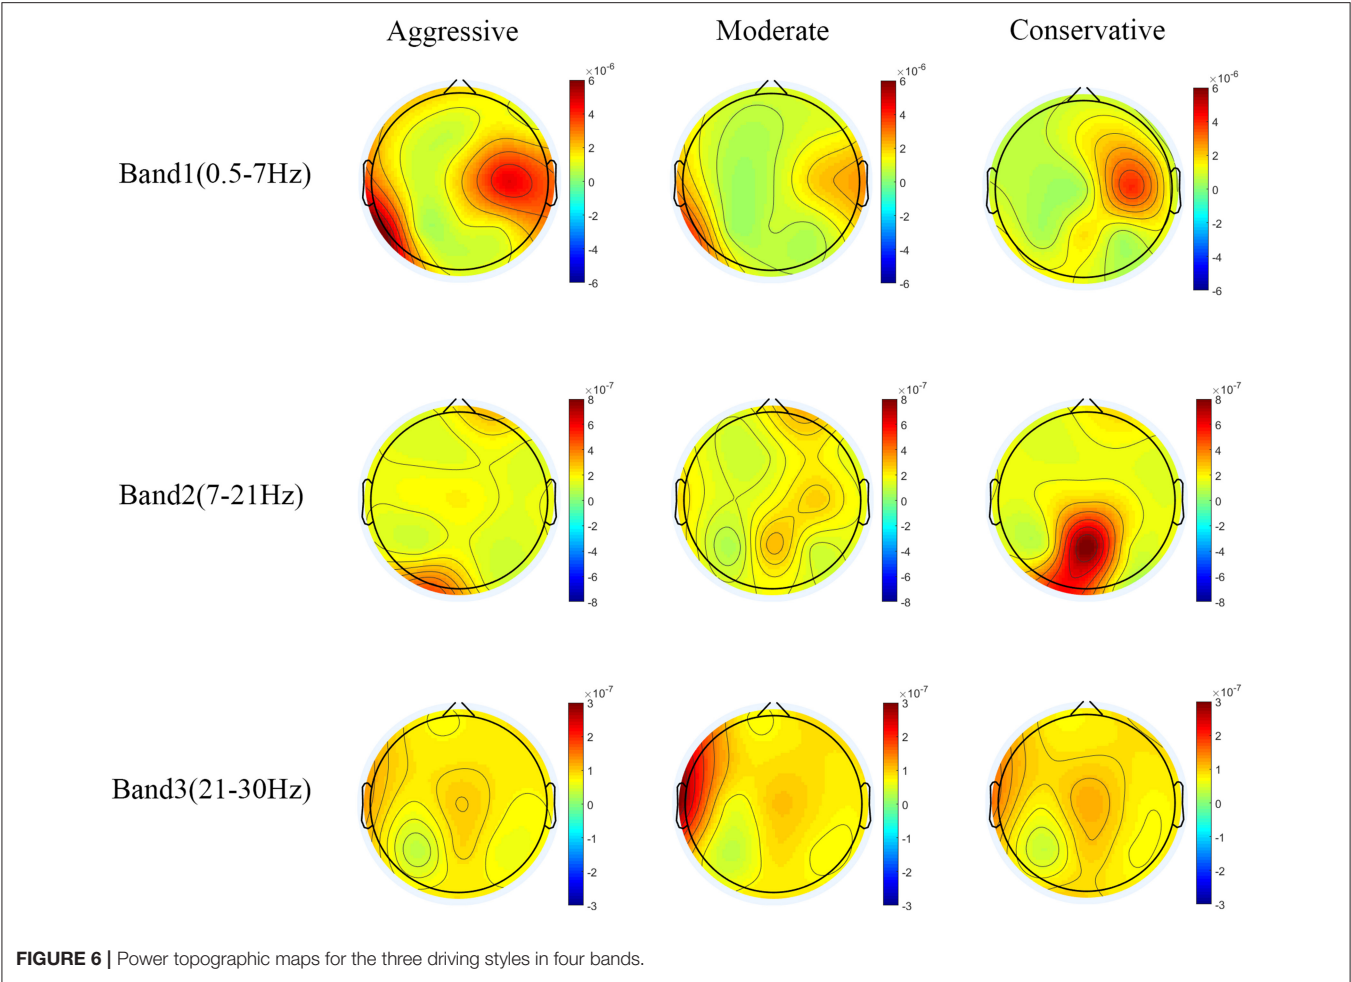 Aggressive Moderate Conservative
×10-6 ×10-6 ×10-6
Band1(0.5-7Hz)
6 4 2 0 -2 -4 -6
6 4 2 0 -2 -4 -6
6 4 2 0 -2 -4 -6
×10-7 ×10-7 ×10-7
Band2(7-21Hz)
8 6 4 2 0 -2 -4 -6 -8
8 6 4 2 0 -2 -4 -6 -8
8 6 4 2 0 -2 -4 -6 -8
×10-7 ×10-7 ×10-7
Band3(21-30Hz)
3 2 1 0 -1 -2 -3
3 2 1 0 -1 -2 -3
3 2 1 0 -1 -2 -3
FIGURE 6 | Power topographic maps for the three driving styles in four bands.